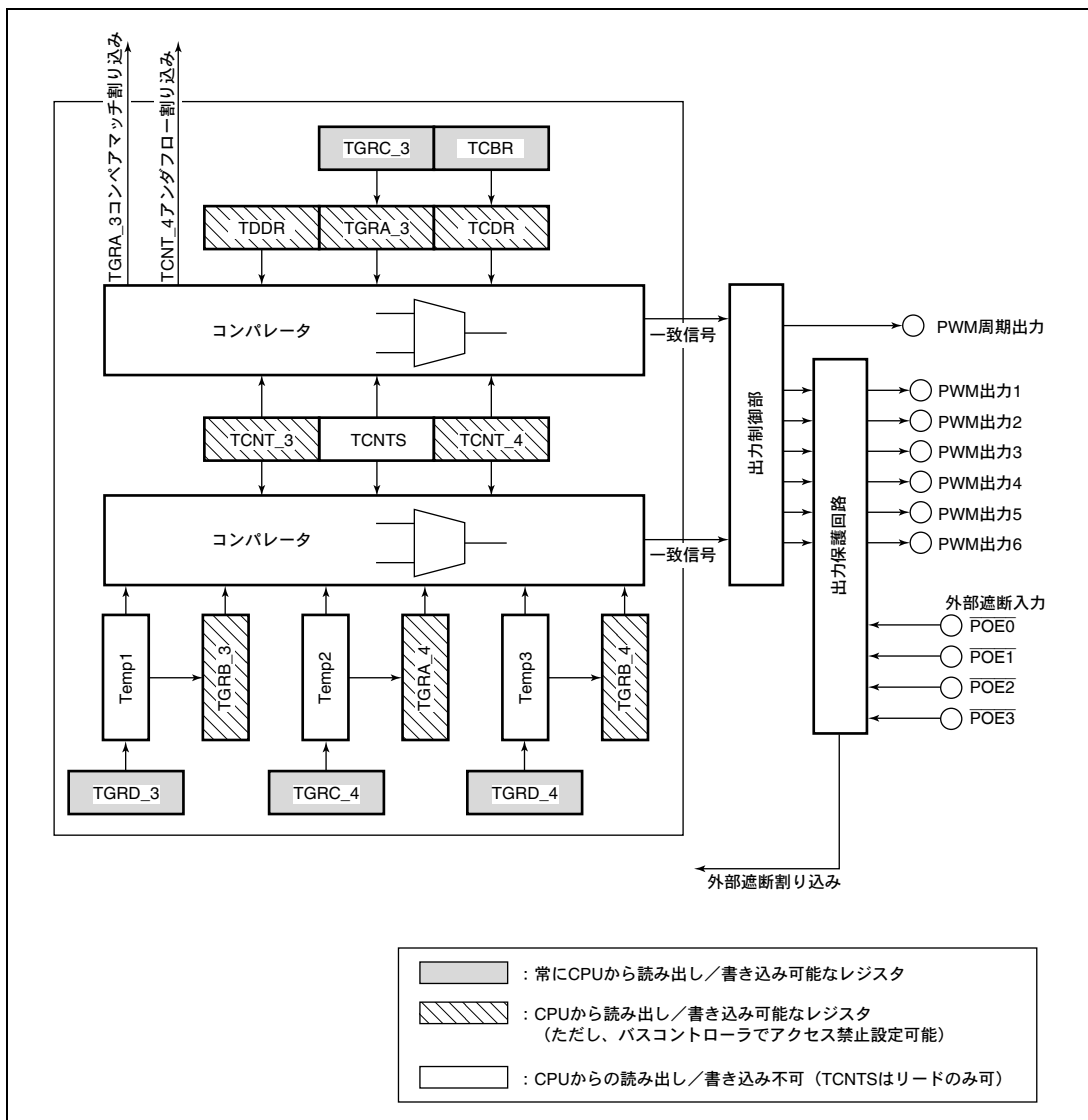 TGRA_3コンペアマッチ割り込み
TCNT_4アンダフロー割り込み
TGRC_3
TCBR
TDDR
TGRA_3
TCDR
コンパレータ
一致信号
TCNT_3
TCNTS
TCNT_4
コンパレータ
一致信号
Temp1
TGRB_3
Temp2
TGRA_4
Temp3
TGRB_4
TGRD_3
TGRC_4
TGRD_4
出力制御部
出力保護回路
PWM周期出力
PWM出力1
PWM出力2
PWM出力3
PWM出力4
PWM出力5
PWM出力6
外部遮断入力
POE0
POE1
POE2
POE3
外部遮断割り込み
：常にCPUから読み出し／書き込み可能なレジスタ
：CPUから読み出し／書き込み可能なレジスタ
（ただし、バスコントローラでアクセス禁止設定可能）
：CPUからの読み出し／書き込み不可（TCNTSはリードのみ可）